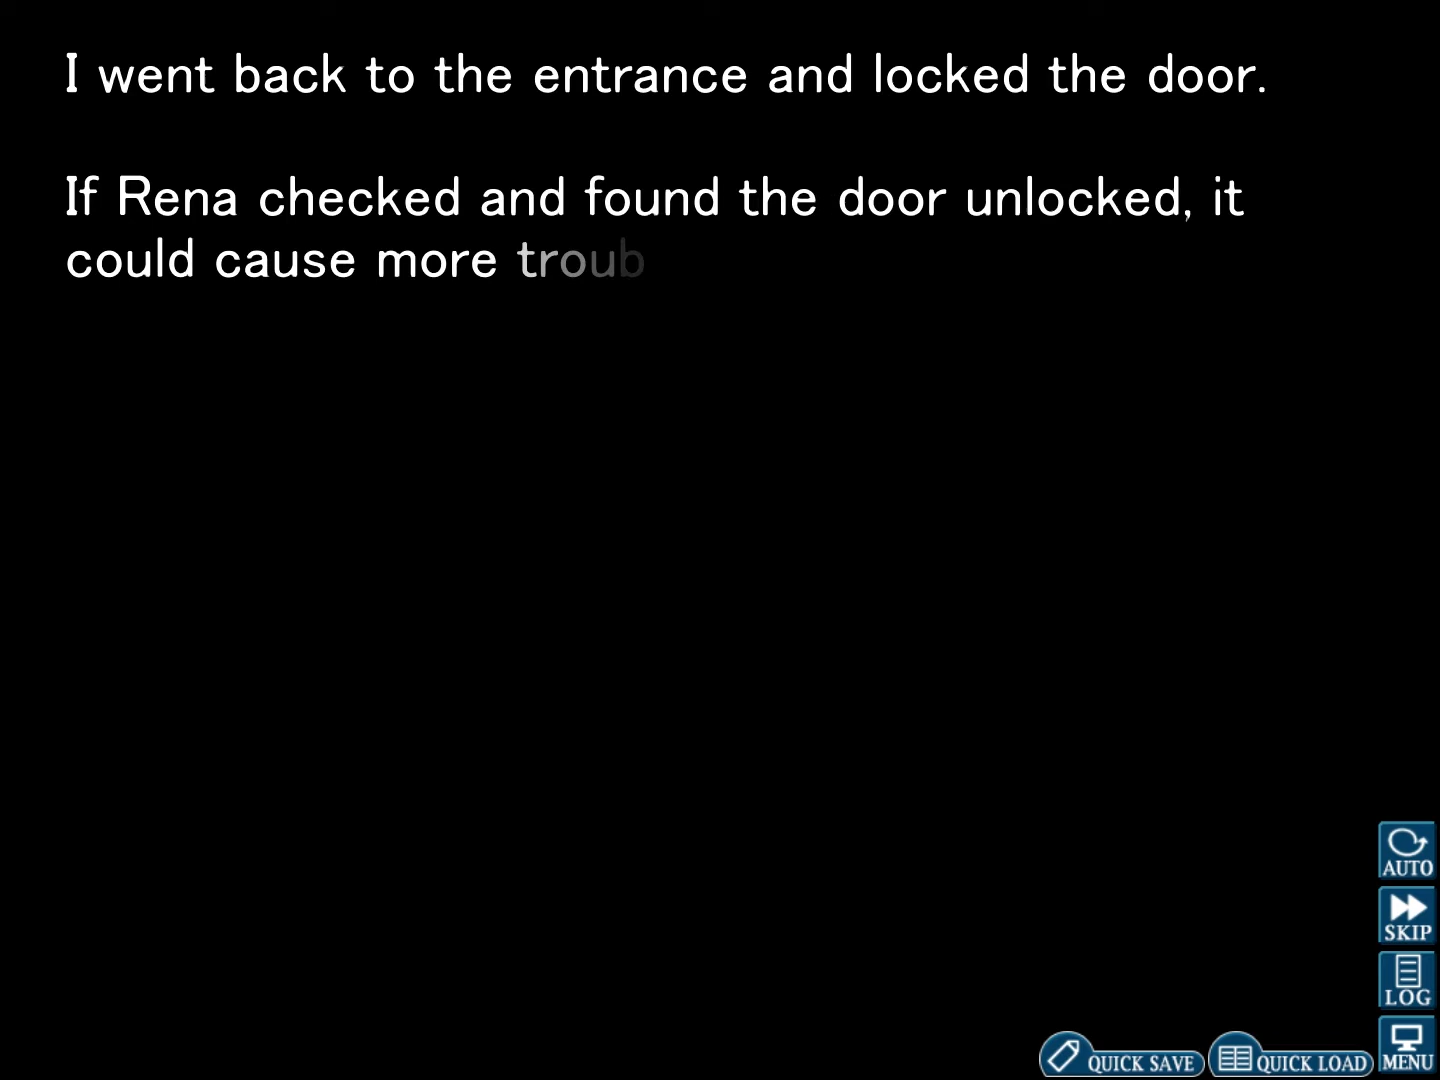 I went back to the entrance and locked the door.
If Rena checked and found the door unlocked, it
could cause more troub
AUTO
SKIP
LOG
QUICK SAVE
QUICK LOAD
MENU